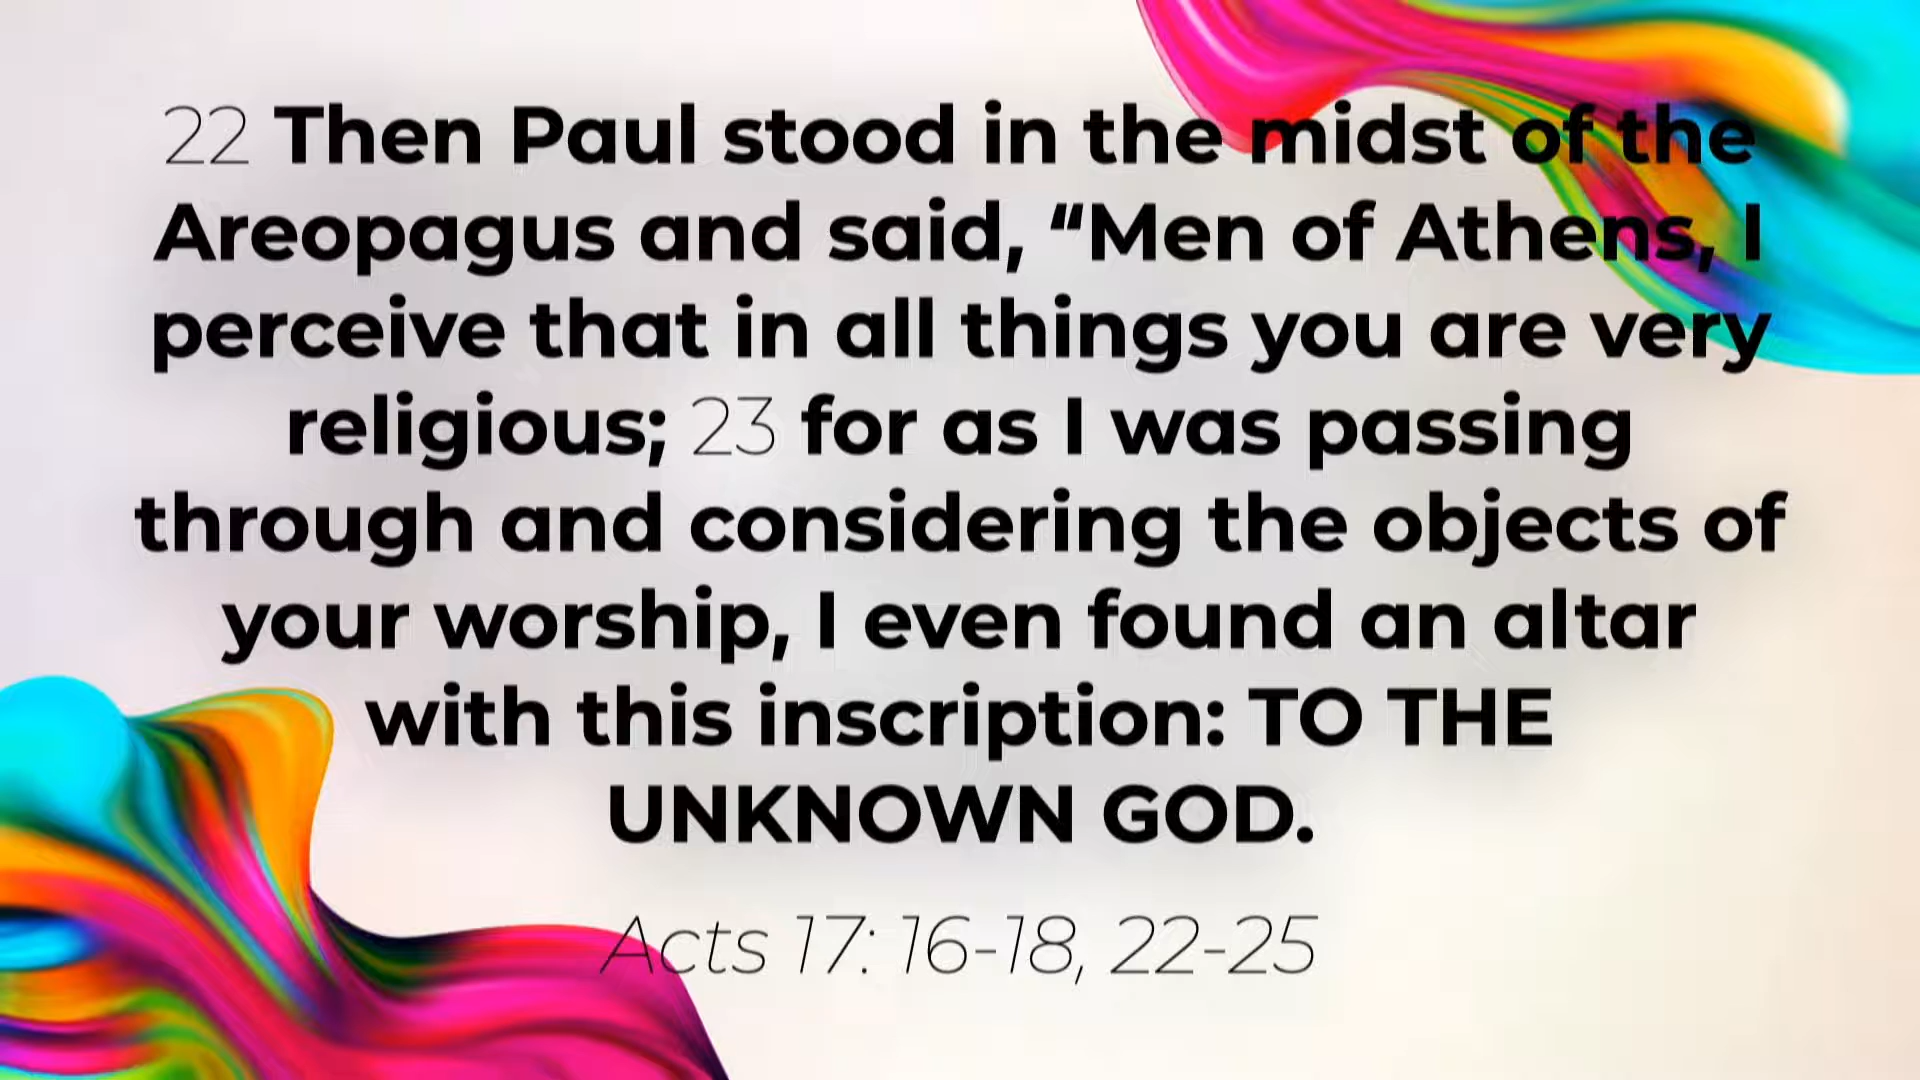 22 Then Paul stood in the midst of the
Areopagus and said, “Men of Athens, I
perceive that in all things you are very
religious; 23 for as I was passing
through and considering the objects of
your worship, I even found an altar
with this inscription: TO THE
UNKNOWN GOD.
Acts 17: 16-18, 22-25